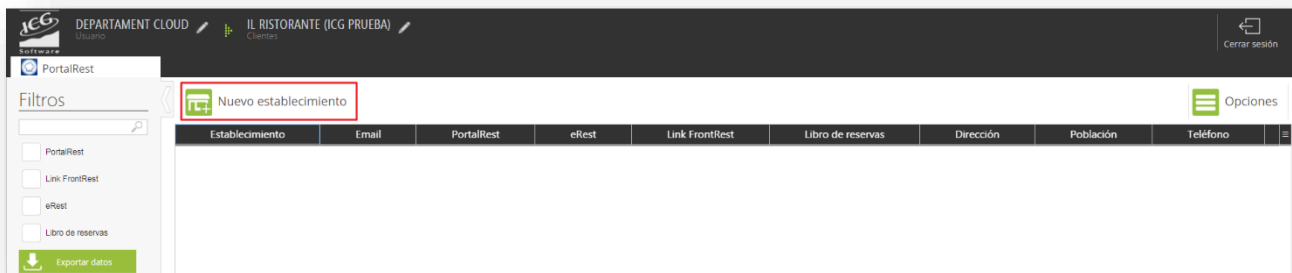 ICG
Software
DEPARTAMENT CLOUD
Usuario
IL RISTORANTE (ICG PRUEBA)
Clientes
Cerrar sesión
PortalRest
Filtros
Nuevo establecimiento
Opciones
Establecimiento Email PortalRest eRest Link FrontRest Libro de reservas Dirección Población Teléfono
PortalRest
Link FrontRest
eRest
Libro de reservas
Exportar datos